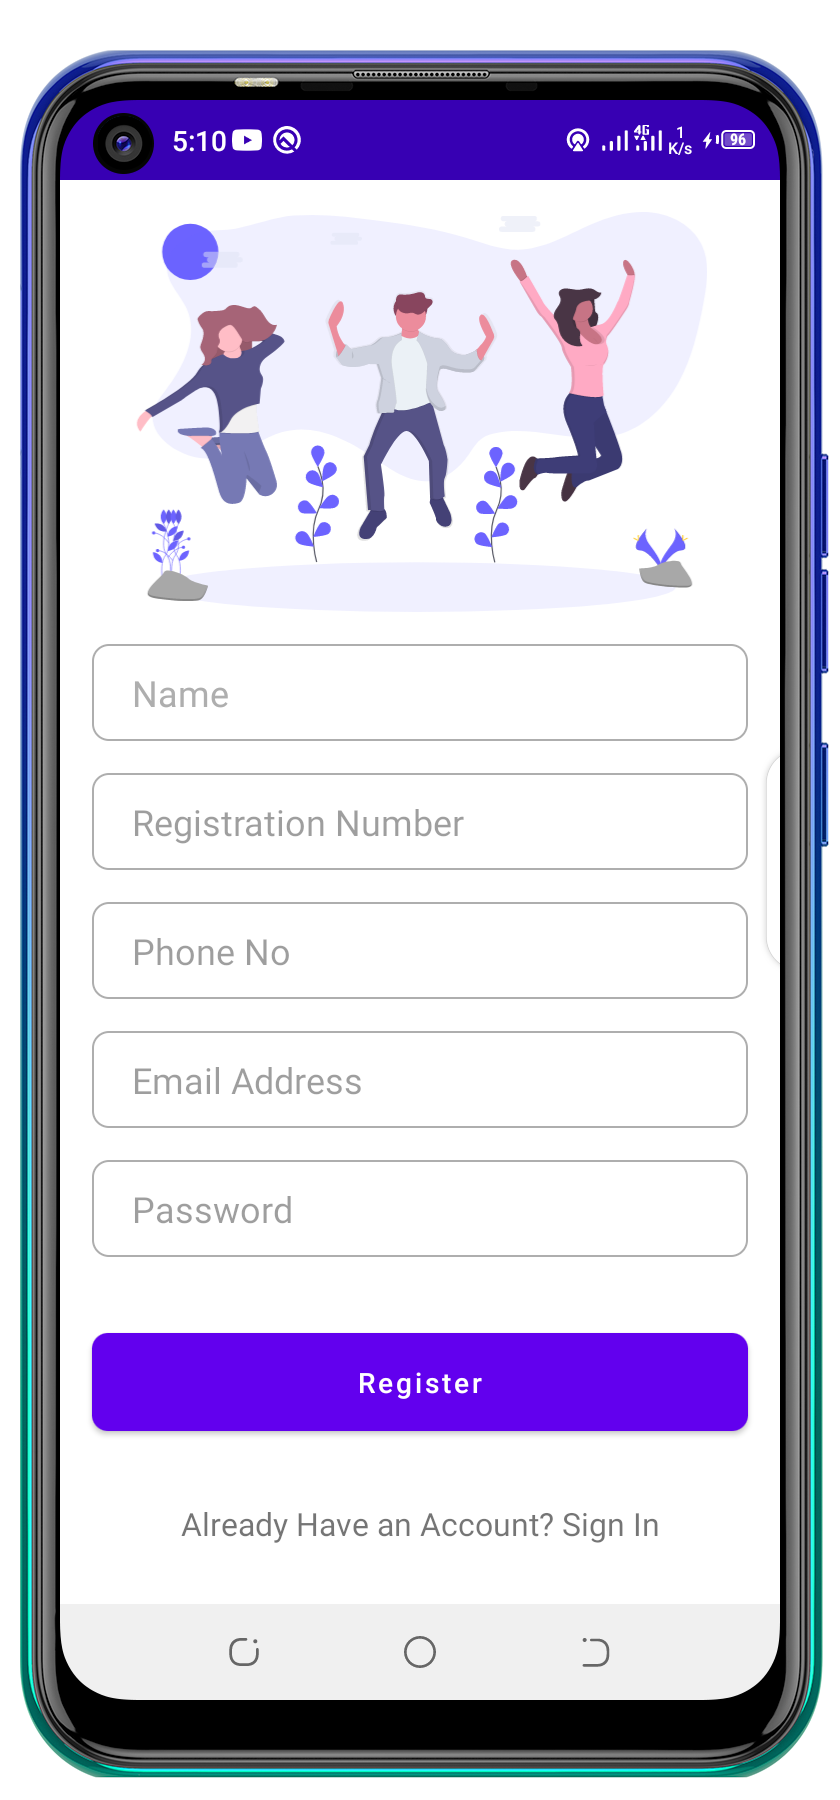 5:10 4G 1 K/s 96
Name
Registration Number
Phone No
Email Address
Password
Register
Already Have an Account? Sign In